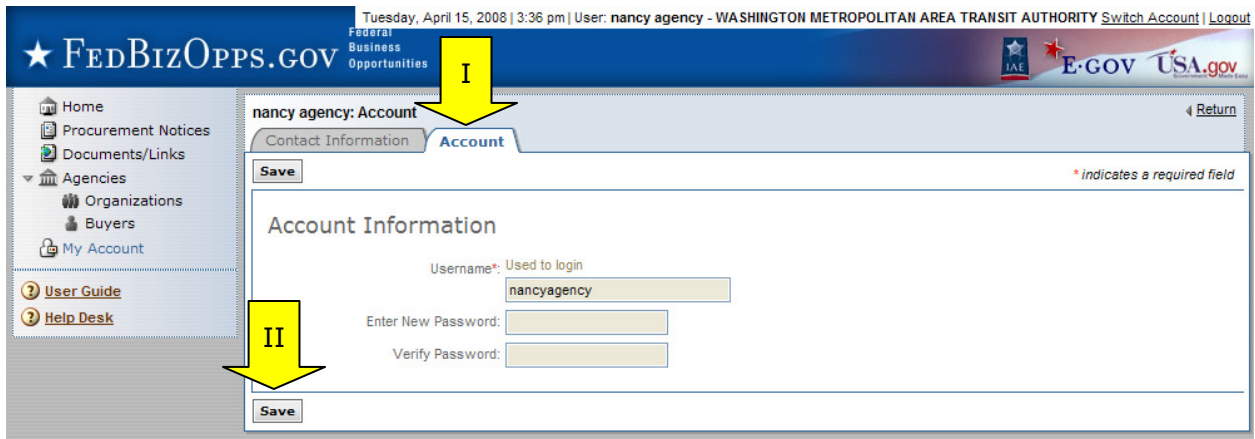 Tuesday, April 15, 2008 | 3:36 pm | User: nancy agency - WASHINGTON METROPOLITAN AREA TRANSIT AUTHORITY Switch Account | Logout
★ FEDBIZOPPS.GOV
Federal
Business
Opportunities
I
IAE
E·GOV
USA.gov
Government Made Easy
Home
Procurement Notices
Documents/Links
Agencies
Organizations
Buyers
My Account
User Guide
Help Desk
nancy agency: Account
Return
Contact Information
Account
Save
* indicates a required field
Account Information
Username*: Used to login
nancyagency
Enter New Password:
Verify Password:
II
Save